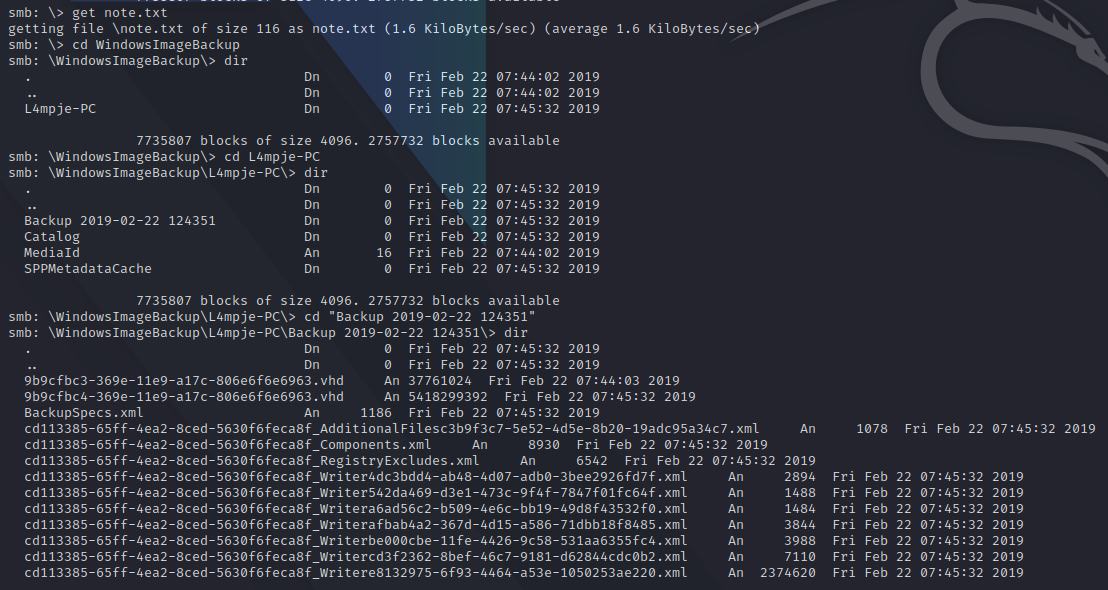 smb: \> get note.txt
getting file \note.txt of size 116 as note.txt (1.6 KiloBytes/sec) (average 1.6 KiloBytes/sec)
smb: \> cd WindowsImageBackup
smb: \WindowsImageBackup\> dir
  .                                  Dn        0  Fri Feb 22 07:44:02 2019
  ..                                 Dn        0  Fri Feb 22 07:44:02 2019
  L4mpje-PC                          Dn        0  Fri Feb 22 07:45:32 2019

                7735807 blocks of size 4096. 2757732 blocks available
smb: \WindowsImageBackup\> cd L4mpje-PC
smb: \WindowsImageBackup\L4mpje-PC\> dir
  .                                  Dn        0  Fri Feb 22 07:45:32 2019
  ..                                 Dn        0  Fri Feb 22 07:45:32 2019
  Backup 2019-02-22 124351           Dn        0  Fri Feb 22 07:45:32 2019
  Catalog                            Dn        0  Fri Feb 22 07:45:32 2019
  MediaId                            An       16  Fri Feb 22 07:44:02 2019
  SPPMetadataCache                   Dn        0  Fri Feb 22 07:45:32 2019

                7735807 blocks of size 4096. 2757732 blocks available
smb: \WindowsImageBackup\L4mpje-PC\> cd "Backup 2019-02-22 124351"
smb: \WindowsImageBackup\L4mpje-PC\Backup 2019-02-22 124351\> dir
  .                                  Dn        0  Fri Feb 22 07:45:32 2019
  ..                                 Dn        0  Fri Feb 22 07:45:32 2019
  9b9cfbc3-369e-11e9-a17c-806e6f6e6963.vhd     An 37761024  Fri Feb 22 07:44:03 2019
  9b9cfbc4-369e-11e9-a17c-806e6f6e6963.vhd     An 5418299392  Fri Feb 22 07:45:32 2019
  BackupSpecs.xml                    An     1186  Fri Feb 22 07:45:32 2019
  cd113385-65ff-4ea2-8ced-5630f6feca8f_AdditionalFilesc3b9f3c7-5e52-4d5e-8b20-19adc95a34c7.xml     An     1078  Fri Feb 22 07:45:32 2019
  cd113385-65ff-4ea2-8ced-5630f6feca8f_Components.xml     An     8930  Fri Feb 22 07:45:32 2019
  cd113385-65ff-4ea2-8ced-5630f6feca8f_RegistryExcludes.xml     An     6542  Fri Feb 22 07:45:32 2019
  cd113385-65ff-4ea2-8ced-5630f6feca8f_Writer4dc3bdd4-ab48-4d07-adb0-3bee2926fd7f.xml     An     2894  Fri Feb 22 07:45:32 2019
  cd113385-65ff-4ea2-8ced-5630f6feca8f_Writer542da469-d3e1-473c-9f4f-7847f01fc64f.xml     An     1488  Fri Feb 22 07:45:32 2019
  cd113385-65ff-4ea2-8ced-5630f6feca8f_Writera6ad56c2-b509-4e6c-bb19-49d8f43532f0.xml     An     1484  Fri Feb 22 07:45:32 2019
  cd113385-65ff-4ea2-8ced-5630f6feca8f_Writerafbab4a2-367d-4d15-a586-71dbb18f8485.xml     An     3844  Fri Feb 22 07:45:32 2019
  cd113385-65ff-4ea2-8ced-5630f6feca8f_Writerbe000cbe-11fe-4426-9c58-531aa6355fc4.xml     An     3988  Fri Feb 22 07:45:32 2019
  cd113385-65ff-4ea2-8ced-5630f6feca8f_Writercd3f2362-8bef-46c7-9181-d62844cdc0b2.xml     An     7110  Fri Feb 22 07:45:32 2019
  cd113385-65ff-4ea2-8ced-5630f6feca8f_Writere8132975-6f93-4464-a53e-1050253ae220.xml     An  2374620  Fri Feb 22 07:45:32 2019